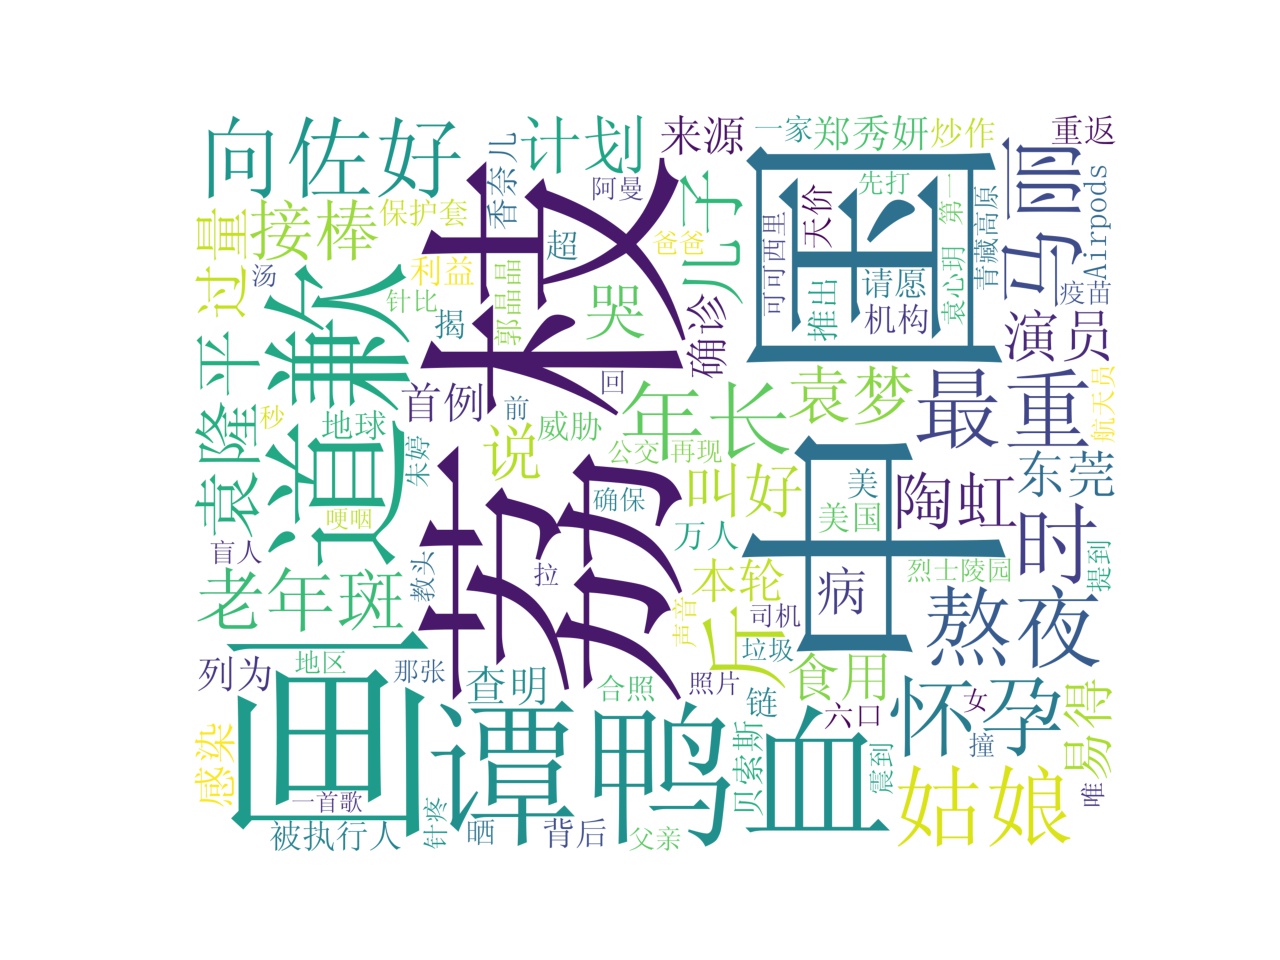 向佐好
计划
来源
一家
郑秀妍
炒作
重返
香奈儿
阿曼
儿子
先打
第一
马丽
Airpods
过量
接棒
保护套
荔枝
超
爸爸
可可西里
天价
中国
青藏高原
汤
利益
针比
郭晶晶
哭
推出
请愿
袁心玥
疫苗
道歉
揭
确诊
机构
演员
袁隆平
首例
回
前
年长
袁梦
最重
航天员
秒
地球
朱婷
说
威胁
公交
再现
叫好
美
陶虹
东莞
哽咽
确保
美国
盲人
万人
时
老年斑
教头
拉
本轮
病
烈士陵园
提到
声音
司机
熬夜
画
列为
地区
那张
查明
合照
照片
垃圾
食用
链
六口
怀孕
女
易得
感染
谭鸭血
贝索斯
震到
撞
一首歌
姑娘
唯
被执行人
针疼
晒
背后
父亲